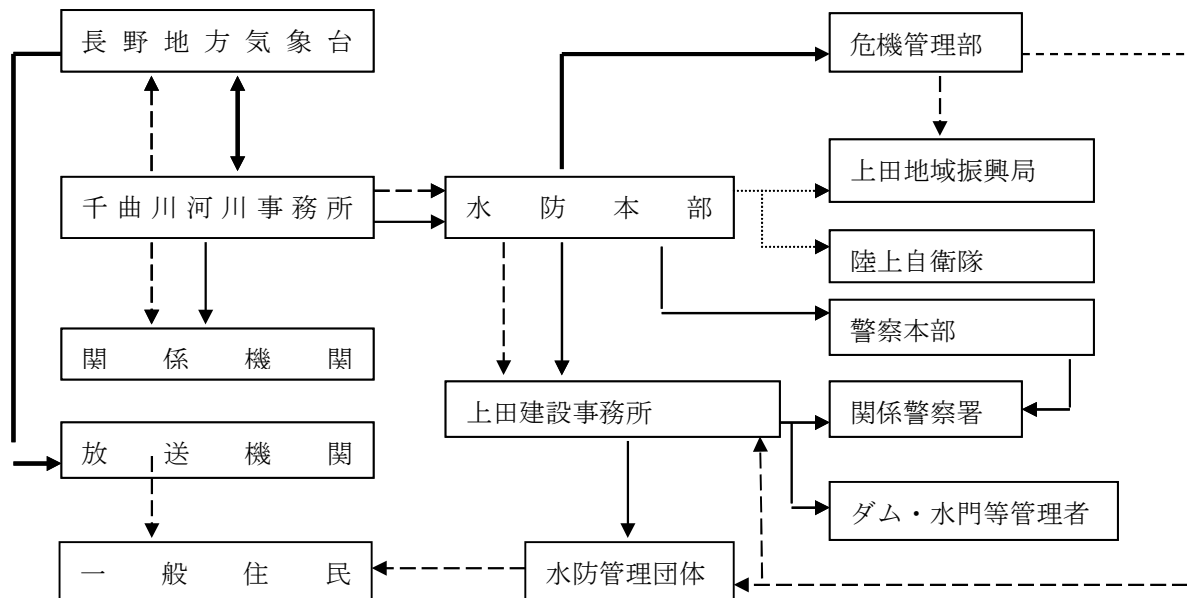 長野地方気象台
危機管理部
上田地域振興局
千曲川河川事務所
水防本部
陸上自衛隊
警察本部
関係機関
上田建設事務所
関係警察署
放送機関
ダム・水門等管理者
一般住民
水防管理団体